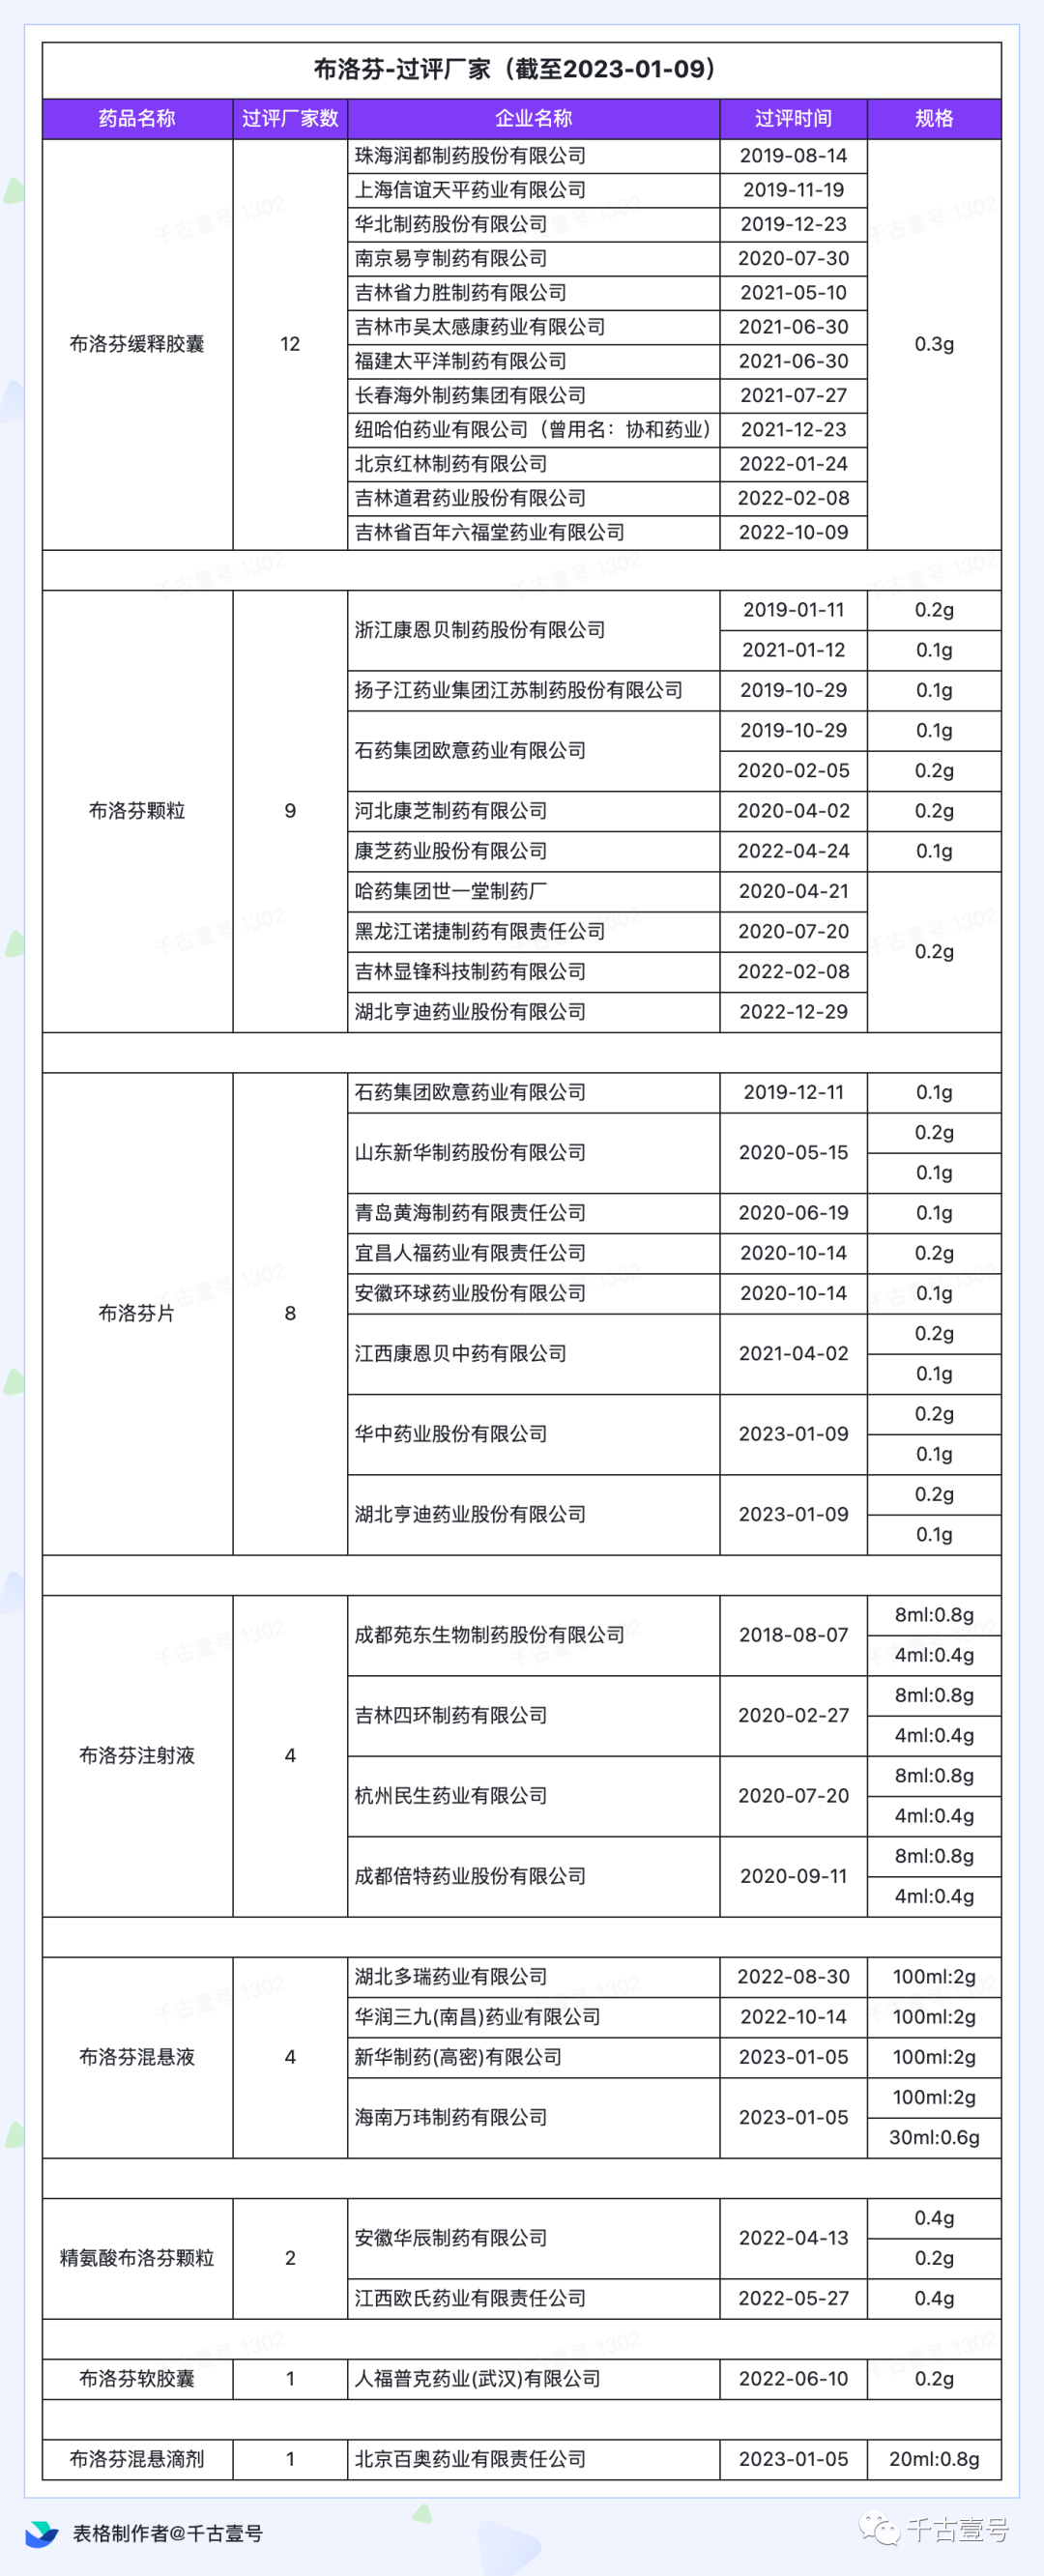 布洛芬-过评厂家（截至2023-01-09）
药品名称 过评厂家数 企业名称 过评时间 规格
布洛芬缓释胶囊 12 0.3g
珠海润都制药股份有限公司 2019-08-14
上海信谊天平药业有限公司 2019-11-19
华北制药股份有限公司 2019-12-23
南京易亨制药有限公司 2020-07-30
吉林省力胜制药有限公司 2021-05-10
吉林市吴太感康药业有限公司 2021-06-30
福建太平洋制药有限公司 2021-06-30
长春海外制药集团有限公司 2021-07-27
纽哈伯药业有限公司（曾用名：协和药业） 2021-12-23
北京红林制药有限公司 2022-01-24
吉林道君药业股份有限公司 2022-02-08
吉林省百年六福堂药业有限公司 2022-10-09
布洛芬颗粒 9
浙江康恩贝制药股份有限公司 2019-01-11 0.2g
2021-01-12 0.1g
扬子江药业集团江苏制药股份有限公司 2019-10-29 0.1g
石药集团欧意药业有限公司 2019-10-29 0.1g
2020-02-05 0.2g
河北康芝制药有限公司 2020-04-02 0.2g
康芝药业股份有限公司 2022-04-24 0.1g
哈药集团世一堂制药厂 2020-04-21 0.2g
黑龙江诺捷制药有限责任公司 2020-07-20
吉林显锋科技制药有限公司 2022-02-08
湖北亨迪药业股份有限公司 2022-12-29
布洛芬片 8
石药集团欧意药业有限公司 2019-12-11 0.1g
山东新华制药股份有限公司 2020-05-15 0.2g
0.1g
青岛黄海制药有限责任公司 2020-06-19 0.1g
宜昌人福药业有限责任公司 2020-10-14 0.2g
安徽环球药业股份有限公司 2020-10-14 0.1g
江西康恩贝中药有限公司 2021-04-02 0.2g
0.1g
华中药业股份有限公司 2023-01-09 0.2g
0.1g
湖北亨迪药业股份有限公司 2023-01-09 0.2g
0.1g
布洛芬注射液 4
成都苑东生物制药股份有限公司 2018-08-07 8ml:0.8g
4ml:0.4g
吉林四环制药有限公司 2020-02-27 8ml:0.8g
4ml:0.4g
杭州民生药业有限公司 2020-07-20 8ml:0.8g
4ml:0.4g
成都倍特药业股份有限公司 2020-09-11 8ml:0.8g
4ml:0.4g
布洛芬混悬液 4
湖北多瑞药业有限公司 2022-08-30 100ml:2g
华润三九(南昌)药业有限公司 2022-10-14 100ml:2g
新华制药(高密)有限公司 2023-01-05 100ml:2g
海南万玮制药有限公司 2023-01-05 100ml:2g
30ml:0.6g
精氨酸布洛芬颗粒 2
安徽华辰制药有限公司 2022-04-13 0.4g
0.2g
江西欧氏药业有限责任公司 2022-05-27 0.4g
布洛芬软胶囊 1 人福普克药业(武汉)有限公司 2022-06-10 0.2g
布洛芬混悬滴剂 1 北京百奥药业有限责任公司 2023-01-05 20ml:0.8g
表格制作者@千古壹号
千古壹号